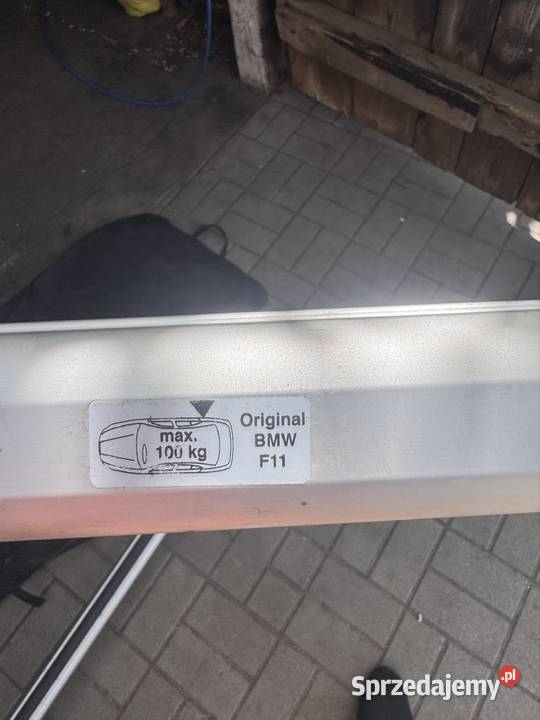 max.
100 kg
Original
BMW
F11
Sprzedajemy.pl